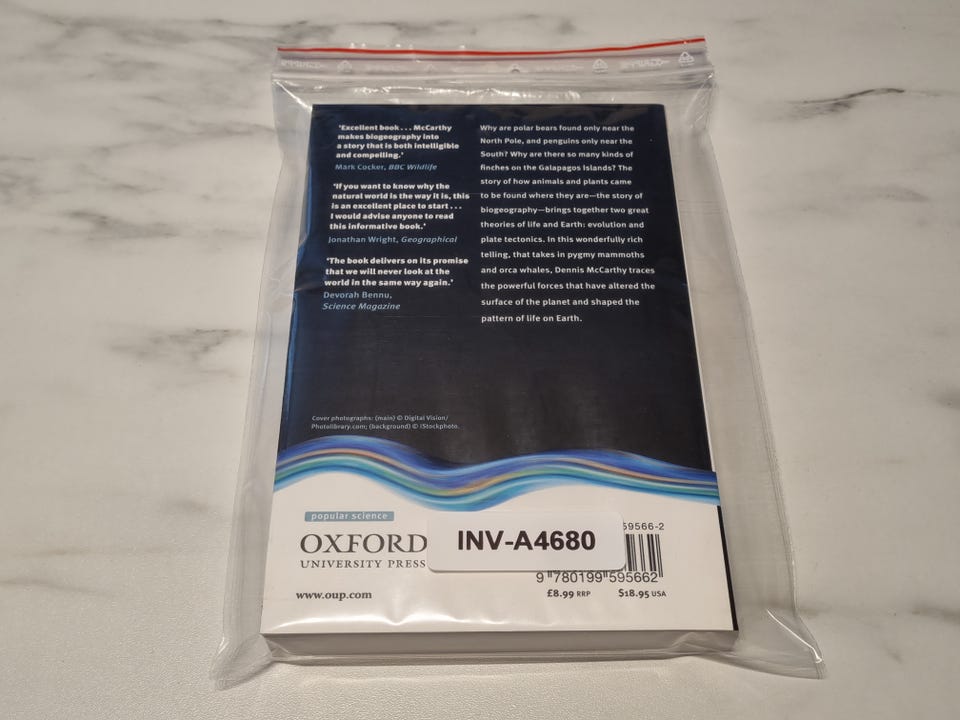 'Excellent book . . . McCarthy
makes biogeography into
a story that is both intelligible
and compelling.'
Mark Cocker, BBC Wildlife
'If you want to know why the
natural world is the way it is, this
is an excellent place to start . . .
I would advise anyone to read
this informative book.'
Jonathan Wright, Geographical
'The book delivers on its promise
that we will never look at the
world in the same way again.'
Devorah Bennu,
Science Magazine
Why are polar bears found only near the
North Pole, and penguins only near the
South? Why are there so many kinds of
finches on the Galapagos Islands? The
story of how animals and plants came
to be found where they are—the story of
biogeography—brings together two great
theories of life and Earth: evolution and
plate tectonics. In this wonderfully rich
telling, that takes in pygmy mammoths
and orca whales, Dennis McCarthy traces
the powerful forces that have altered the
surface of the planet and shaped the
pattern of life on Earth.
Cover photographs: (main) © Digital Vision/
Photolibrary.com; (background) © iStockphoto.
popular science
OXFORD
UNIVERSITY PRESS
www.oup.com
INV-A4680
59566-2
9 780199 595662
£8.99 RRP $18.95 USA